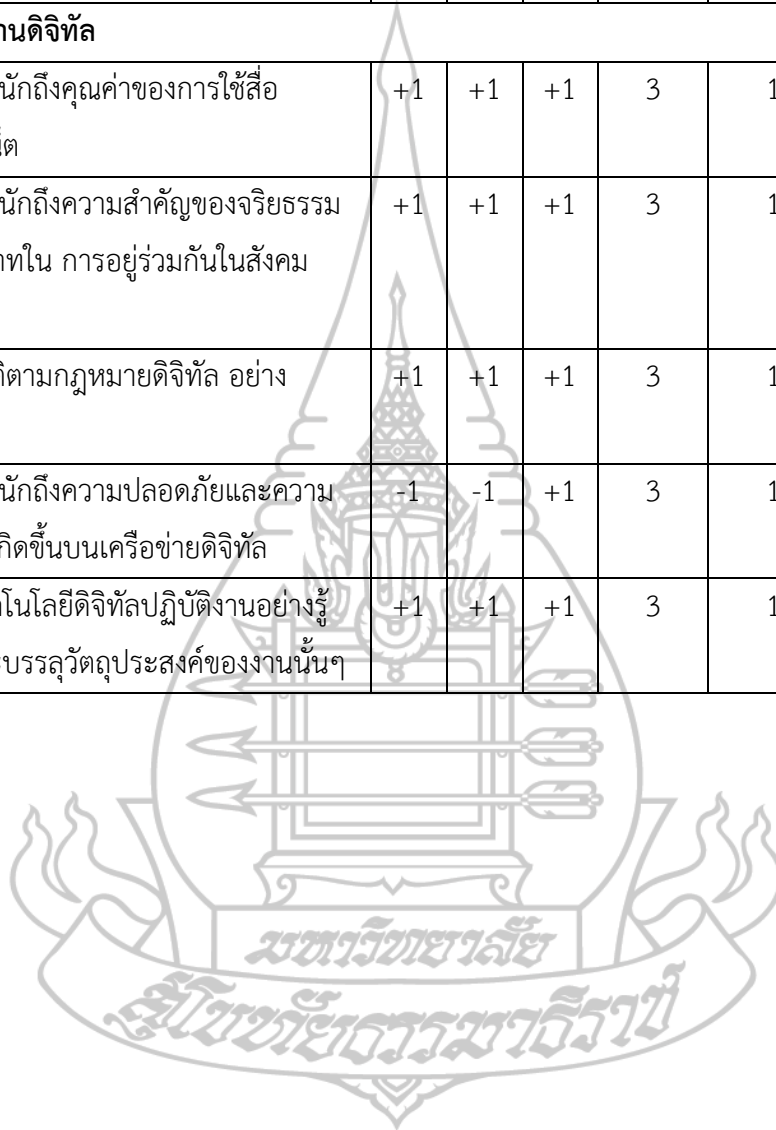 านดิจิทัล
นักถึงคุณค่าของการใช้สื่อ +1 +1 +1 3 1
น็ต
นักถึงความสำคัญของจริยธรรม +1 +1 +1 3 1
าทใน การอยู่ร่วมกันในสังคม
ติตามกฎหมายดิจิทัล อย่าง +1 +1 +1 3 1
นักถึงความปลอดภัยและความ -1 -1 +1 3 1
กิดขึ้นบนเครือข่ายดิจิทัล
โนโลยีดิจิทัลปฏิบัติงานอย่างรู้ +1 +1 +1 3 1
ะบรรลุวัตถุประสงค์ของงานนั้นๆ
มหาวิทยาลัย
สุโขทัยธรรมาธิราช